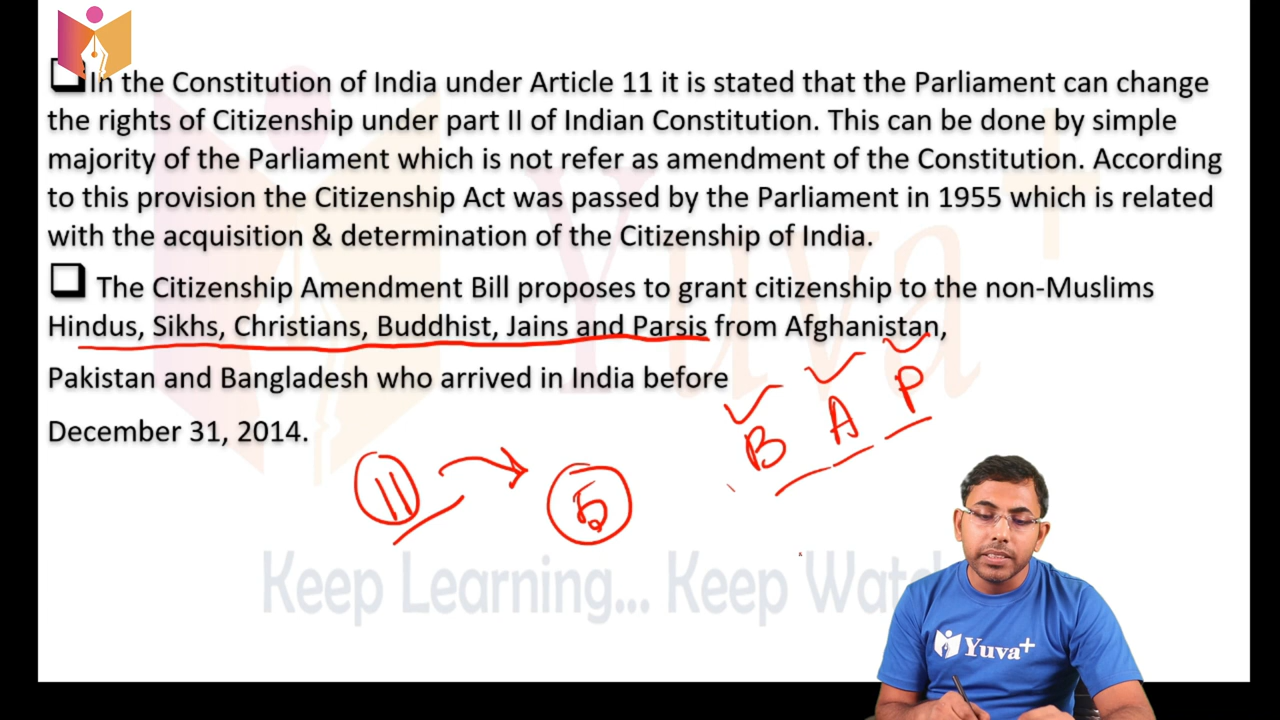 In the Constitution of India under Article 11 it is stated that the Parliament can change
the rights of Citizenship under part II of Indian Constitution. This can be done by simple
majority of the Parliament which is not refer as amendment of the Constitution. According
to this provision the Citizenship Act was passed by the Parliament in 1955 which is related
with the acquisition & determination of the Citizenship of India.
The Citizenship Amendment Bill proposes to grant citizenship to the non-Muslims
Hindus, Sikhs, Christians, Buddhist, Jains and Parsis from Afghanistan,
Pakistan and Bangladesh who arrived in India before
December 31, 2014.
B A P
11
Yuva+
Keep Learning... Keep
Yuva+